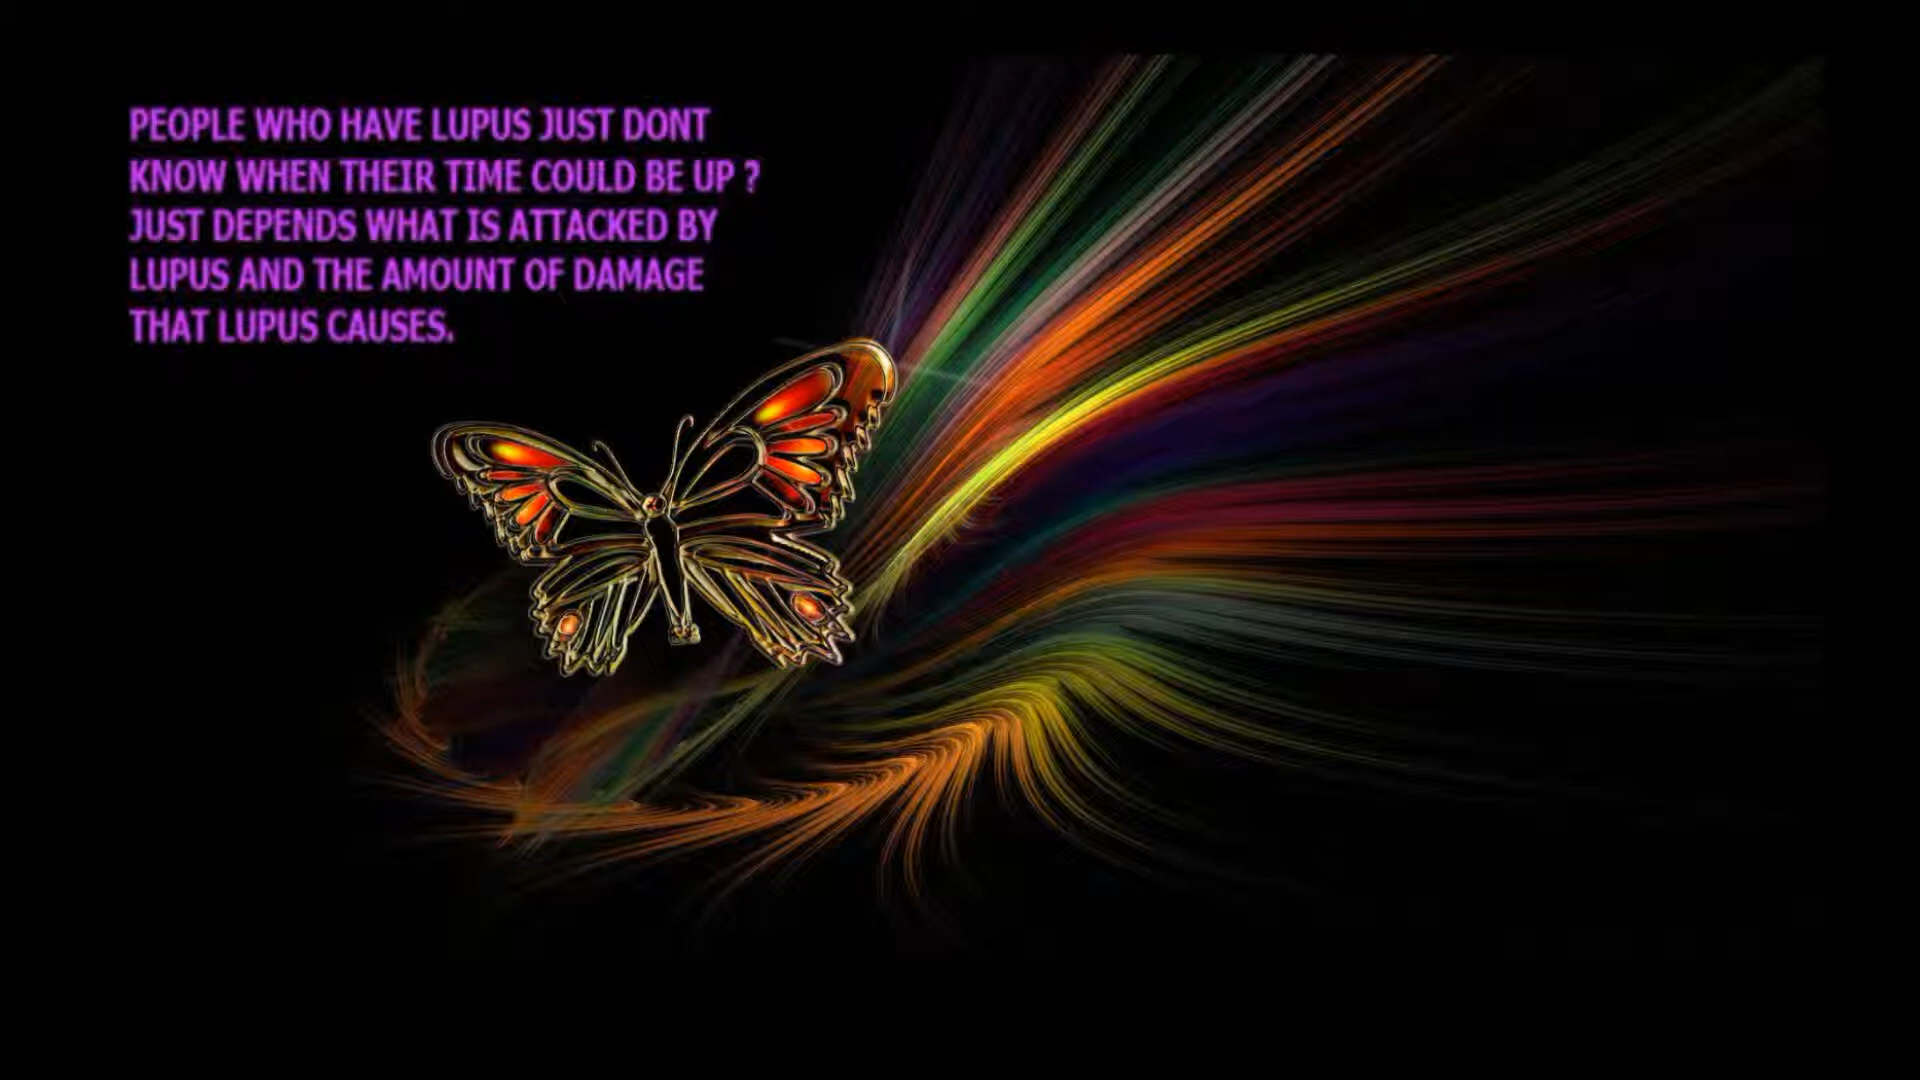 PEOPLE WHO HAVE LUPUS JUST DONT
KNOW WHEN THEIR TIME COULD BE UP ?
JUST DEPENDS WHAT IS ATTACKED BY
LUPUS AND THE AMOUNT OF DAMAGE
THAT LUPUS CAUSES.